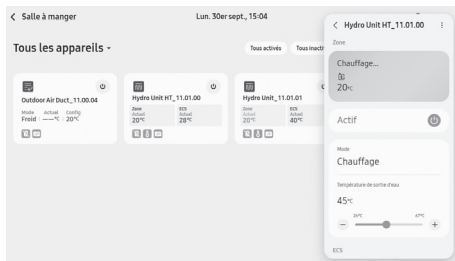 Salle à manger
Lun. 30er sept., 15:04
Tous les appareils
Tous activés
Tous inacti
Outdoor Air Duct_11.00.04
Mode Actuel Config
Froid ——°C 20°C
Hydro Unit HT_11.01.00
Zone ECS
Actuel Actuel
20°C 28°C
Hydro Unit_11.01.01
Zone ECS
Actuel Actuel
20°C 40°C
Hydro Unit HT_11.01.00
Zone
Chauffage...
20°C
Actif
Mode
Chauffage
Température de sortie d'eau
45°C
67°C
ECS